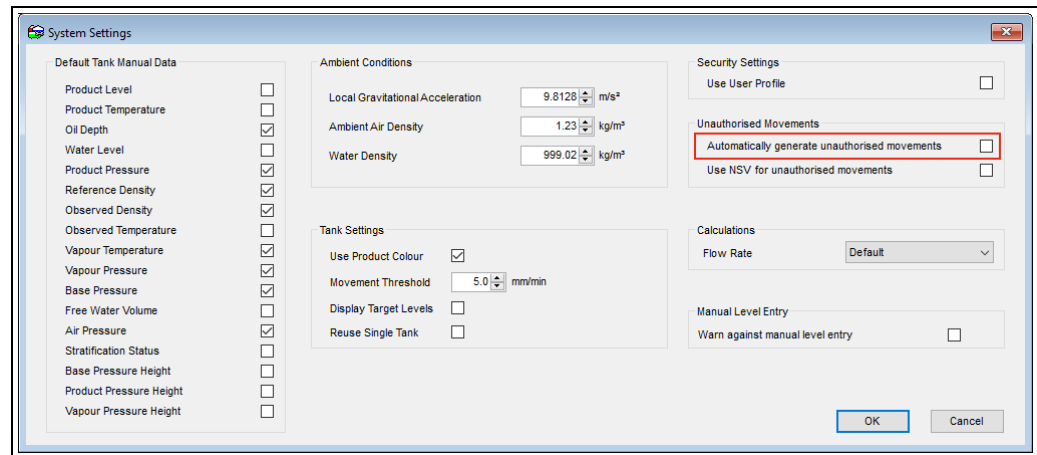 System Settings
Default Tank Manual Data
Product Level
Product Temperature
Oil Depth
Water Level
Product Pressure
Reference Density
Observed Density
Observed Temperature
Vapour Temperature
Vapour Pressure
Base Pressure
Free Water Volume
Air Pressure
Stratification Status
Base Pressure Height
Product Pressure Height
Vapour Pressure Height
Ambient Conditions
Local Gravitational Acceleration 9.8128 m/s²
Ambient Air Density 1.23 kg/m³
Water Density 999.02 kg/m³
Tank Settings
Use Product Colour
Movement Threshold 5.0 mm/min
Display Target Levels
Reuse Single Tank
Security Settings
Use User Profile
Unauthorised Movements
Automatically generate unauthorised movements
Use NSV for unauthorised movements
Calculations
Flow Rate Default
Manual Level Entry
Warn against manual level entry
OK Cancel